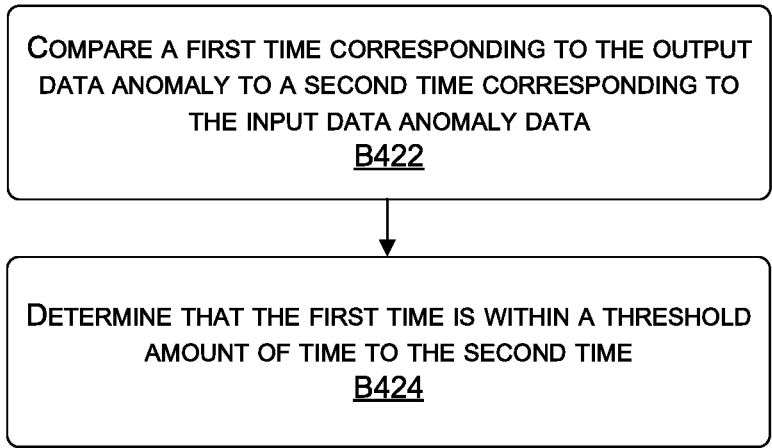 COMPARE A FIRST TIME CORRESPONDING TO THE OUTPUT
DATA ANOMALY TO A SECOND TIME CORRESPONDING TO
THE INPUT DATA ANOMALY DATA
B422
DETERMINE THAT THE FIRST TIME IS WITHIN A THRESHOLD
AMOUNT OF TIME TO THE SECOND TIME
B424